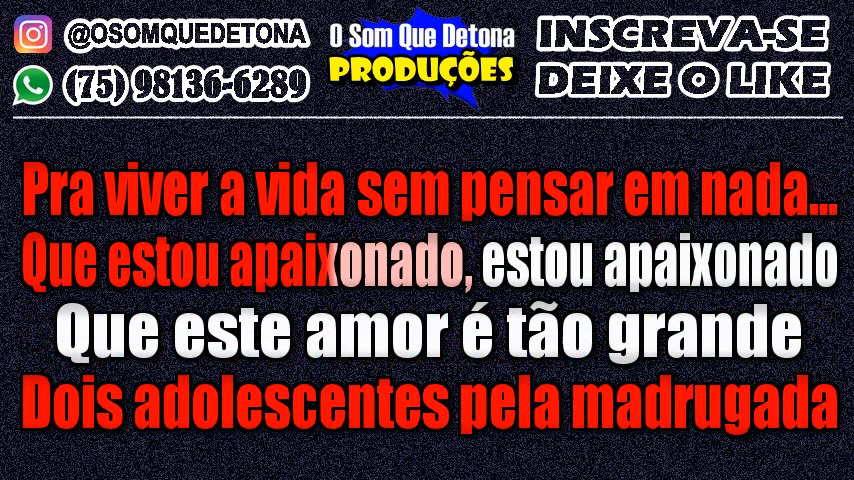 @OSOMQUEDETONA
(75) 98136-6289
O Som Que Detona
PRODUÇÕES
INSCREVA-SE
DEIXE O LIKE
Pra viver a vida sem pensar em nada...
Que estou apaixonado, estou apaixonado
Que este amor é tão grande
Dois adolescentes pela madrugada